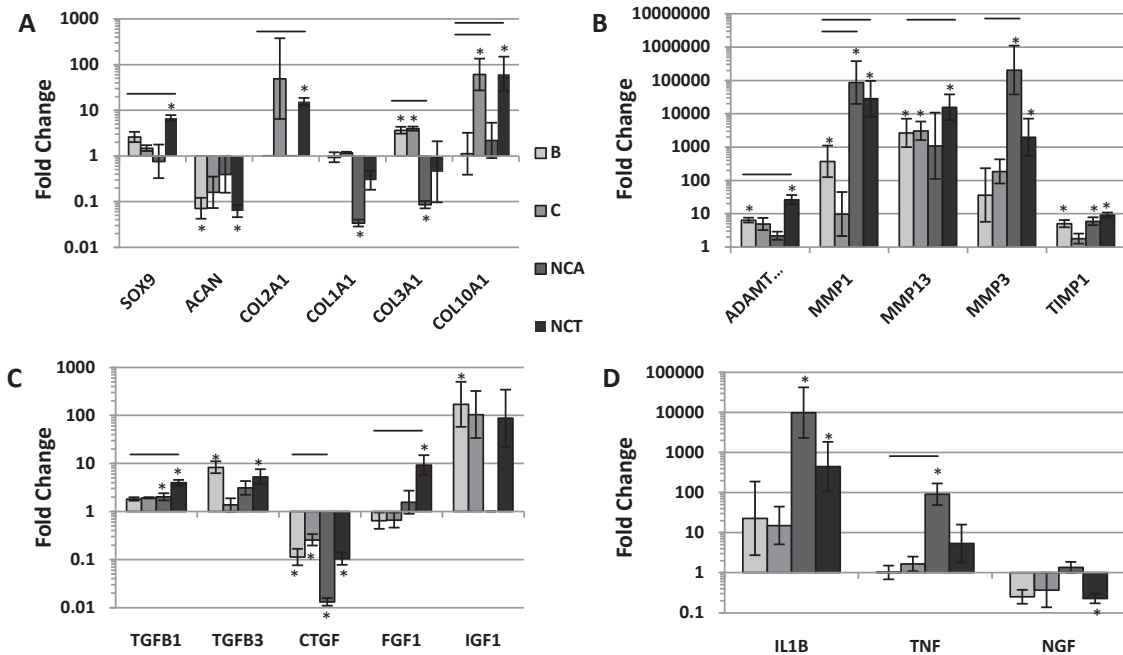 A
Fold Change
1000
100
10
1
0.1
0.01
* * * * * * * * * *
SOX9 ACAN COL2A1 COL1A1 COL3A1 COL10A1
B
C
NCA
NCT
B
Fold Change
10000000
1000000
100000
10000
1000
100
10
1
* * * * * * * * * * * * *
ADAMT... MMP1 MMP13 MMP3 TIMP1
C
Fold Change
1000
100
10
1
0.1
0.01
* * * * * * * * * *
TGFB1 TGFB3 CTGF FGF1 IGF1
D
Fold Change
100000
10000
1000
100
10
1
0.1
* * * *
IL1B TNF NGF